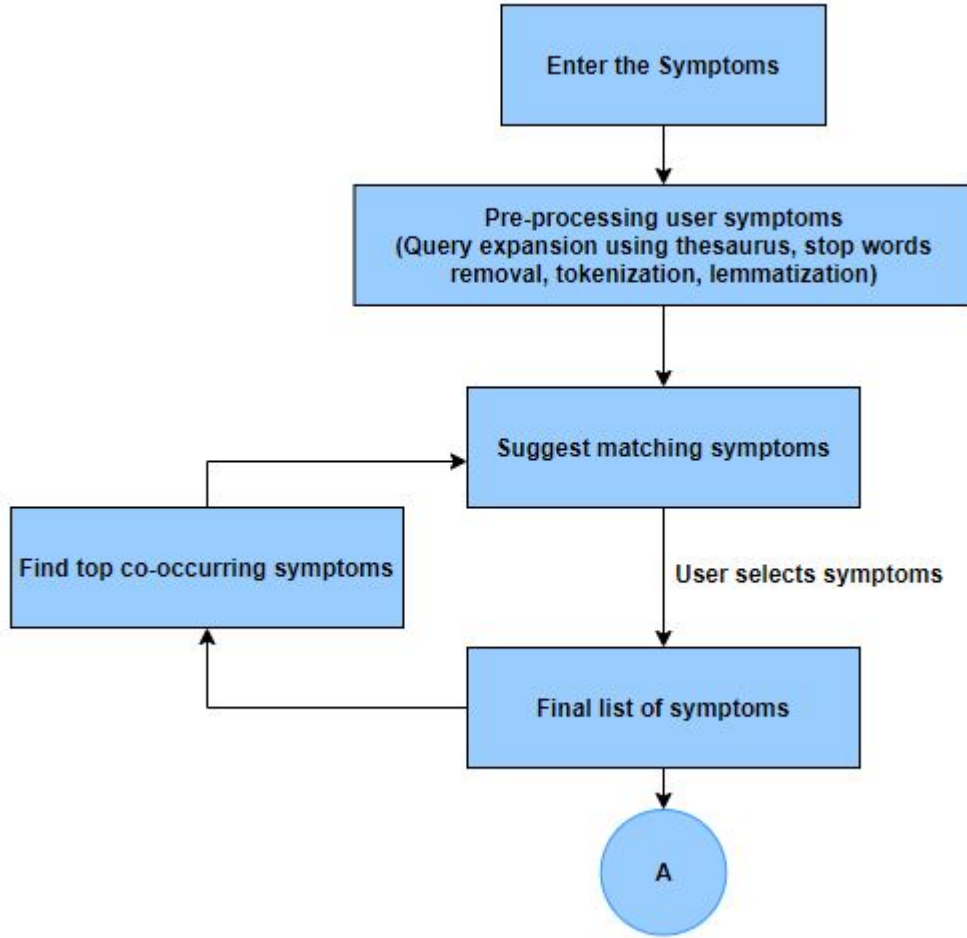 Enter the Symptoms
Pre-processing user symptoms
(Query expansion using thesaurus, stop words
removal, tokenization, lemmatization)
Suggest matching symptoms
Find top co-occurring symptoms
User selects symptoms
Final list of symptoms
A